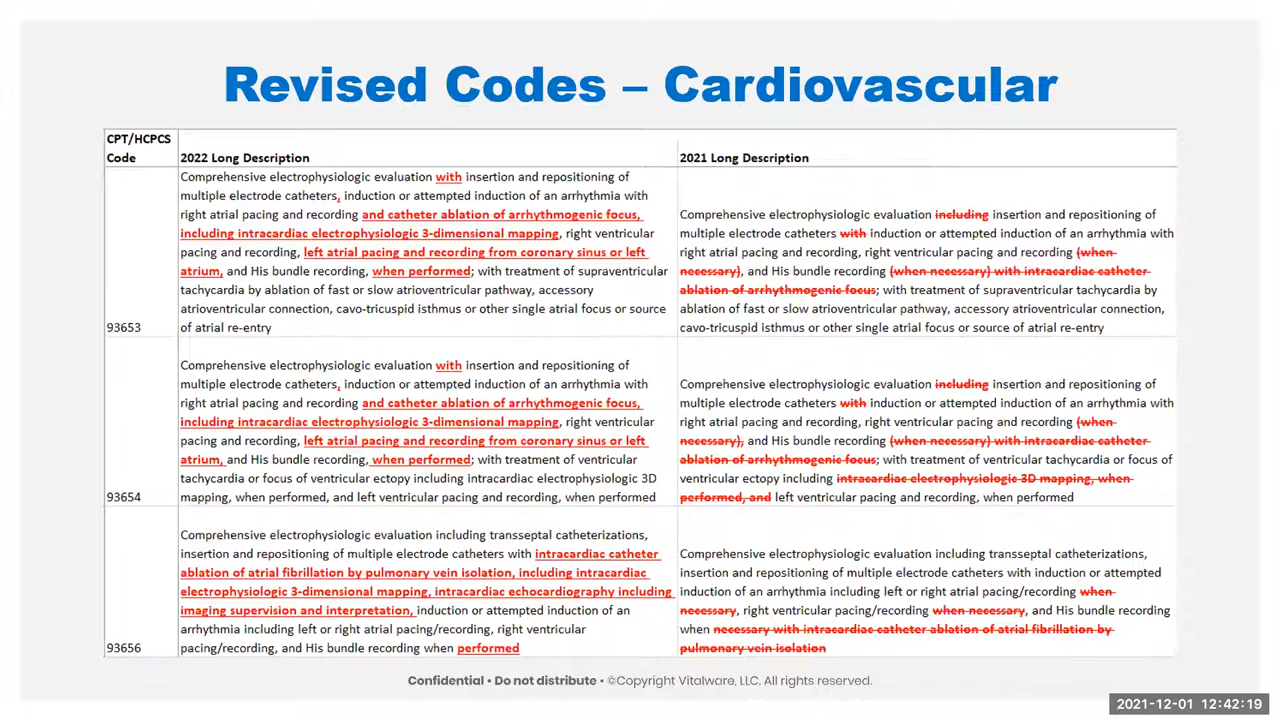 Revised Codes – Cardiovascular
CPT/HCPCS
Code
2022 Long Description
2021 Long Description
Comprehensive electrophysiologic evaluation with insertion and repositioning of
multiple electrode catheters, induction or attempted induction of an arrhythmia with
right atrial pacing and recording and catheter ablation of arrhythmogenic focus,
including intracardiac electrophysiologic 3-dimensional mapping, right ventricular
pacing and recording, left atrial pacing and recording from coronary sinus or left
atrium, and His bundle recording, when performed; with treatment of supraventricular
tachycardia by ablation of fast or slow atrioventricular pathway, accessory
atrioventricular connection, cavo-tricuspid isthmus or other single atrial focus or source
of atrial re-entry
93653
Comprehensive electrophysiologic evaluation including insertion and repositioning of
multiple electrode catheters with induction or attempted induction of an arrhythmia with
right atrial pacing and recording, right ventricular pacing and recording (when
necessary), and His bundle recording (when necessary) with intracardiac catheter
ablation of arrhythmogenic focus; with treatment of supraventricular tachycardia by
ablation of fast or slow atrioventricular pathway, accessory atrioventricular connection,
cavo-tricuspid isthmus or other single atrial focus or source of atrial re-entry
Comprehensive electrophysiologic evaluation with insertion and repositioning of
multiple electrode catheters, induction or attempted induction of an arrhythmia with
right atrial pacing and recording and catheter ablation of arrhythmogenic focus,
including intracardiac electrophysiologic 3-dimensional mapping, right ventricular
pacing and recording, left atrial pacing and recording from coronary sinus or left
atrium, and His bundle recording, when performed; with treatment of ventricular
tachycardia or focus of ventricular ectopy including intracardiac electrophysiologic 3D
mapping, when performed, and left ventricular pacing and recording, when performed
93654
Comprehensive electrophysiologic evaluation including insertion and repositioning of
multiple electrode catheters with induction or attempted induction of an arrhythmia with
right atrial pacing and recording, right ventricular pacing and recording (when
necessary), and His bundle recording (when necessary) with intracardiac catheter
ablation of arrhythmogenic focus; with treatment of ventricular tachycardia or focus of
ventricular ectopy including intracardiac electrophysiologic 3D mapping, when
performed, and left ventricular pacing and recording, when performed
Comprehensive electrophysiologic evaluation including transseptal catheterizations,
insertion and repositioning of multiple electrode catheters with intracardiac catheter
ablation of atrial fibrillation by pulmonary vein isolation, including intracardiac
electrophysiologic 3-dimensional mapping, intracardiac echocardiography including
imaging supervision and interpretation, induction or attempted induction of an
arrhythmia including left or right atrial pacing/recording, right ventricular
pacing/recording, and His bundle recording when performed
93656
Comprehensive electrophysiologic evaluation including transseptal catheterizations,
insertion and repositioning of multiple electrode catheters with induction or attempted
induction of an arrhythmia including left or right atrial pacing/recording when
necessary, right ventricular pacing/recording when necessary, and His bundle recording
when necessary with intracardiac catheter ablation of atrial fibrillation by
pulmonary vein isolation
Confidential • Do not distribute • ©Copyright Vitalware, LLC. All rights reserved.
2021-12-01 12:42:19